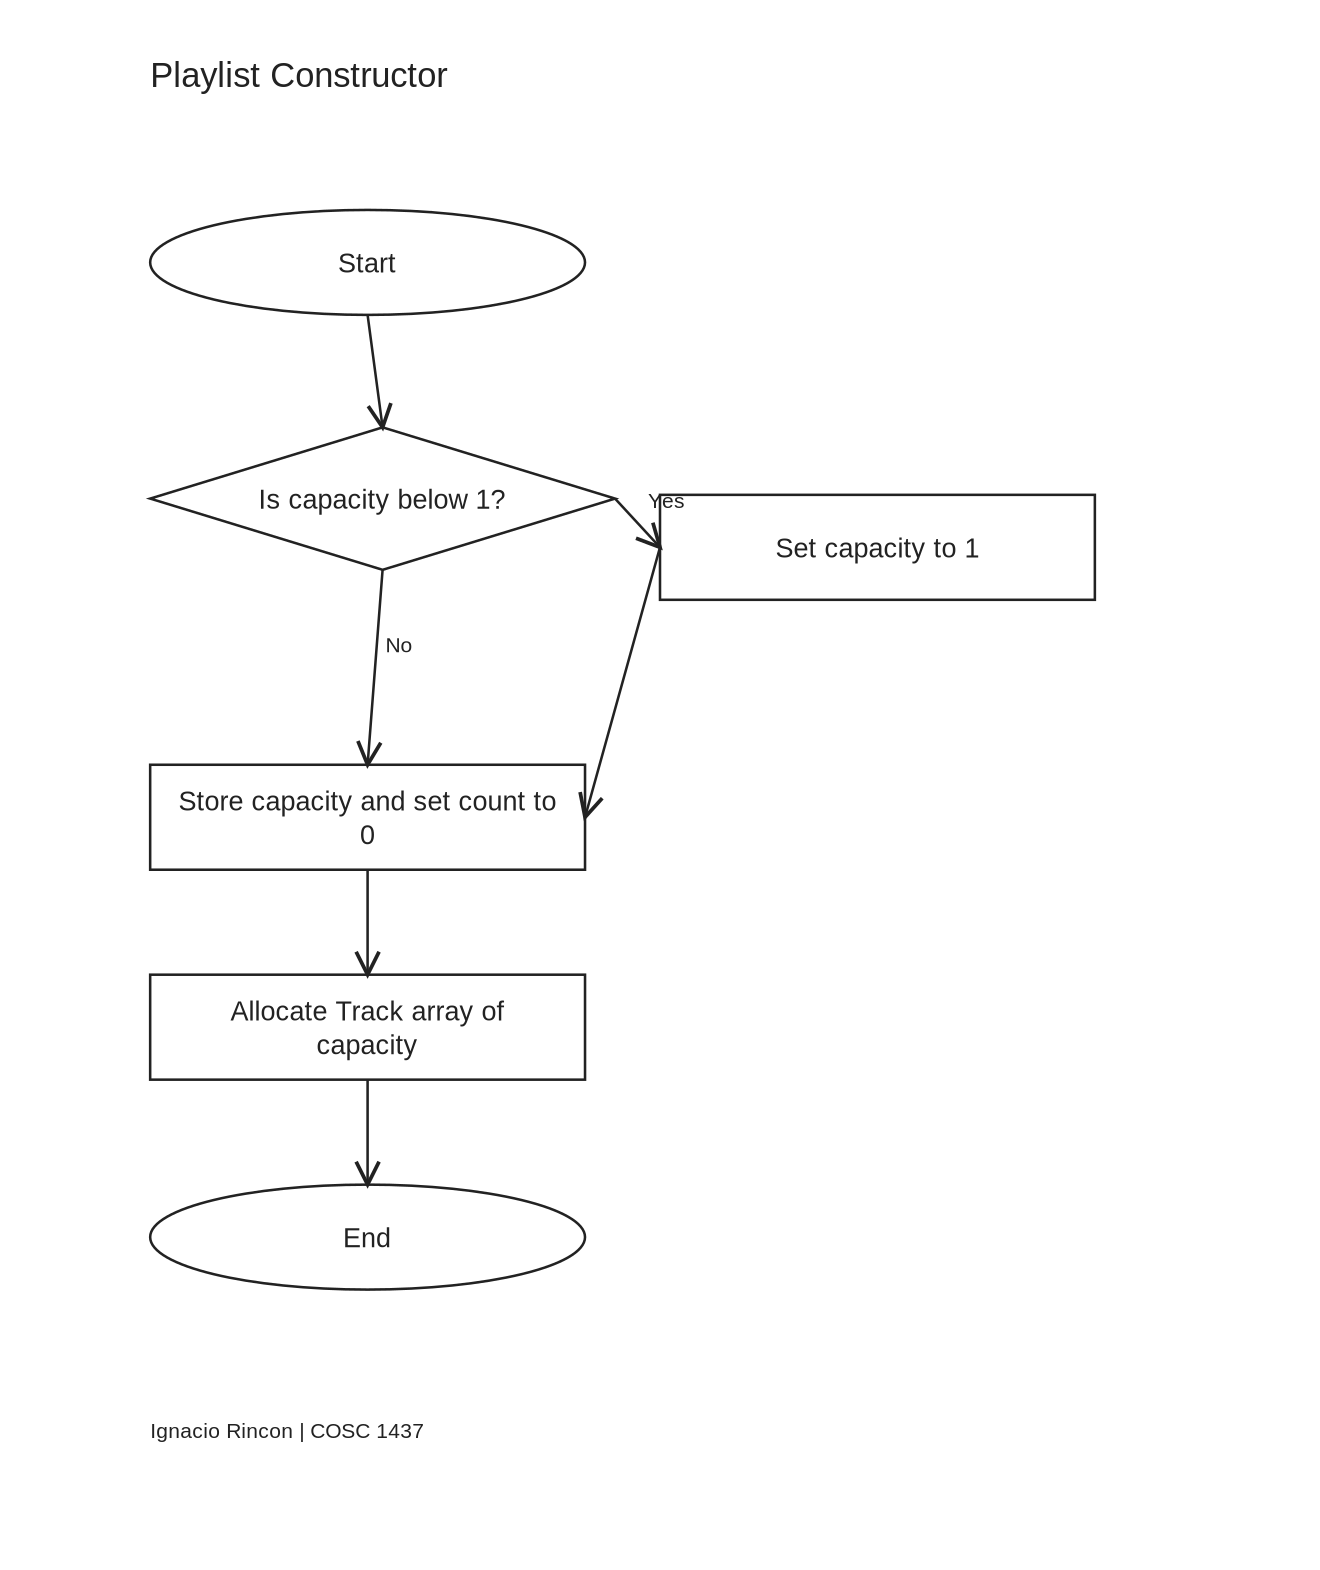 Playlist Constructor
Start
Is capacity below 1?
Yes
Set capacity to 1
No
Store capacity and set count to
0
Allocate Track array of
capacity
End
Ignacio Rincon | COSC 1437